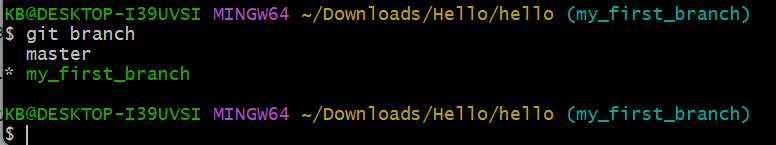 KB@DESKTOP-I39UVSI MINGW64 ~/Downloads/Hello/hello (my_first_branch)
$ git branch
  master
* my_first_branch

KB@DESKTOP-I39UVSI MINGW64 ~/Downloads/Hello/hello (my_first_branch)
$